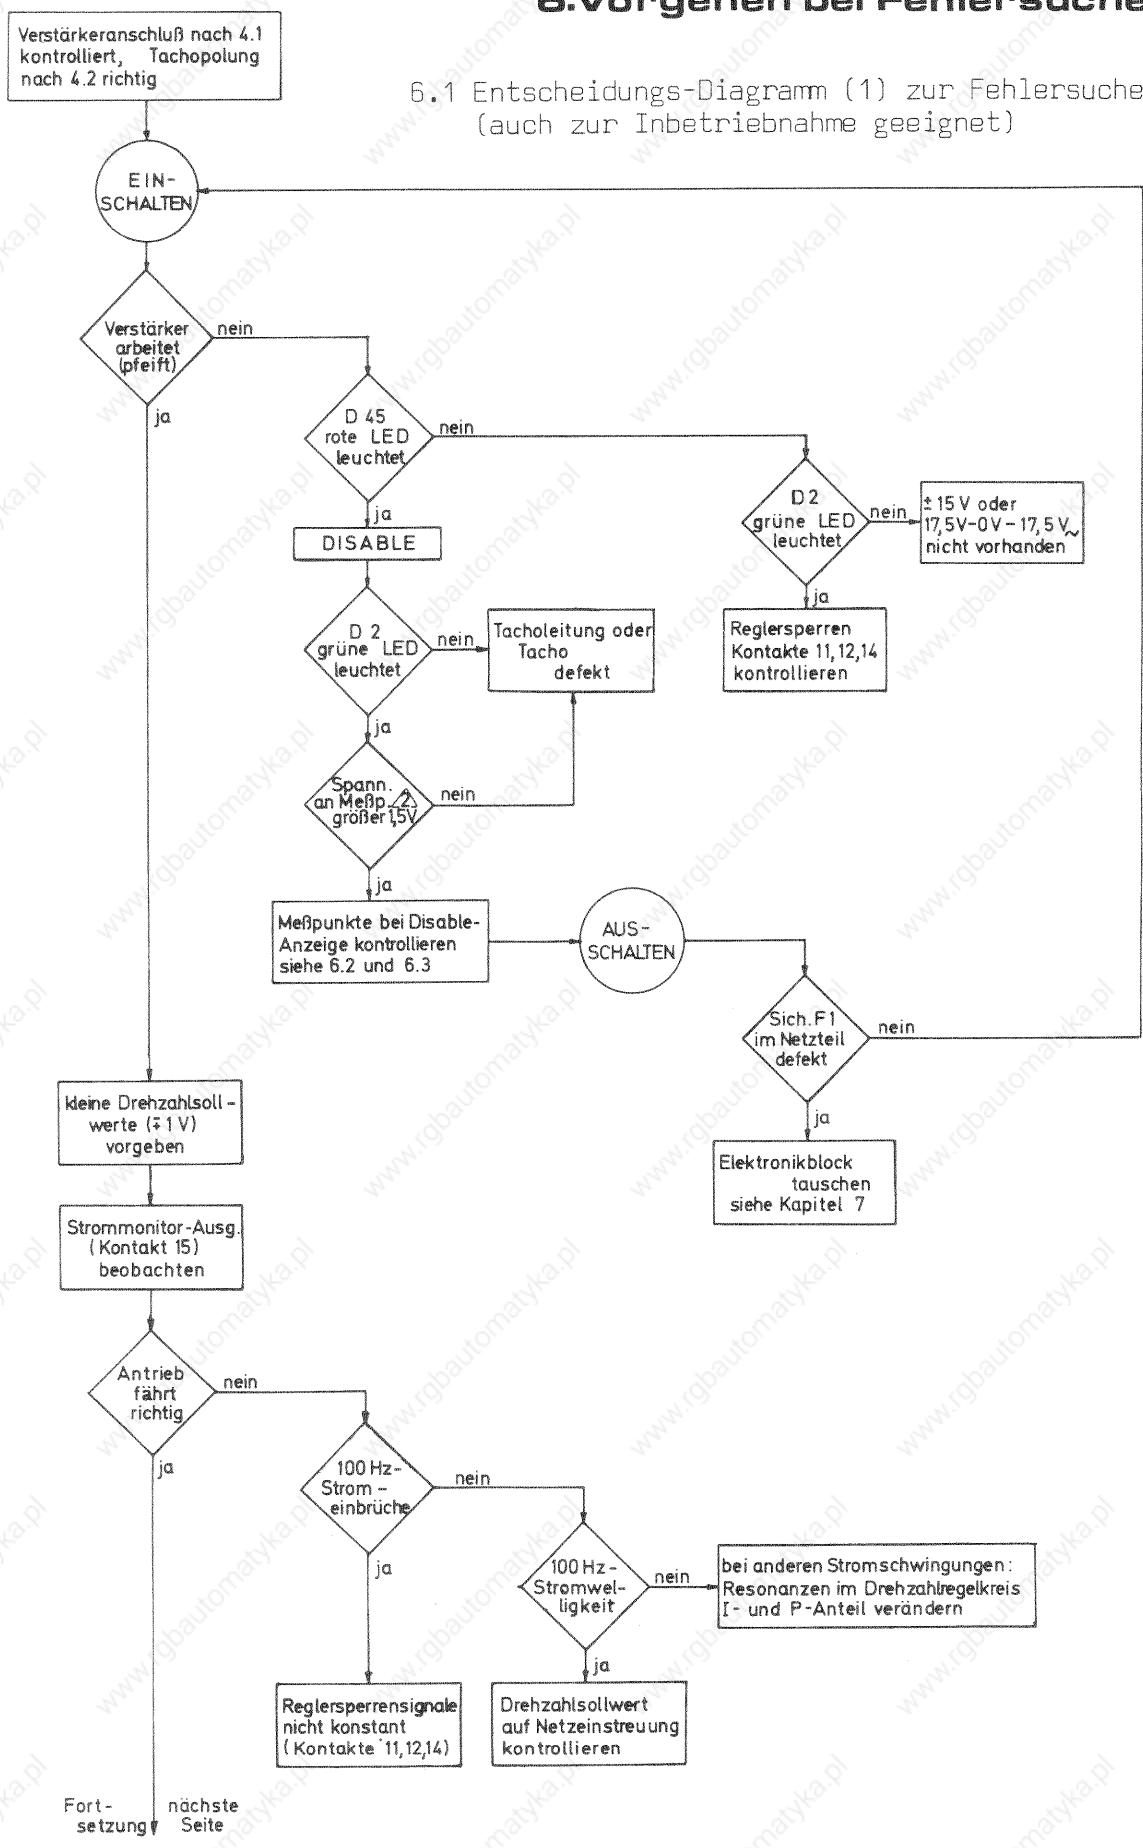 6.Vorgehen bei Fehlersuche
6.1 Entscheidungs-Diagramm (1) zur Fehlersuche
(auch zur Inbetriebnahme geeignet)
Verstärkeranschluß nach 4.1
kontrolliert, Tachopolung
nach 4.2 richtig
EIN-
SCHALTEN
Verstärker
arbeitet
(pfeift)
nein
ja
D 45
rote LED
leuchtet
nein
ja
D 2
grüne LED
leuchtet
nein
± 15 V oder
17,5V-0V-17,5V~
nicht vorhanden
ja
Reglersperren
Kontakte 11,12,14
kontrollieren
DISABLE
D 2
grüne LED
leuchtet
nein
Tacholeitung oder
Tacho
defekt
ja
Spann.
an Meßp. 2
größer 1,5V
nein
ja
Meßpunkte bei Disable-
Anzeige kontrollieren
siehe 6.2 und 6.3
AUS-
SCHALTEN
Sich. F1
im Netzteil
defekt
nein
ja
Elektronikblock
tauschen
siehe Kapitel 7
kleine Drehzahlsoll-
werte (∓ 1 V)
vorgeben
Strommonitor-Ausg.
(Kontakt 15)
beobachten
Antrieb
fährt
richtig
nein
ja
100 Hz-
Strom-
einbrüche
nein
ja
100 Hz-
Stromwel-
ligkeit
nein
bei anderen Stromschwingungen:
Resonanzen im Drehzahlregelkreis
I- und P-Anteil verändern
ja
Reglersperrensignale
nicht konstant
(Kontakte 11,12,14)
Drehzahlsollwert
auf Netzeinstreuung
kontrollieren
Fort-
setzung
nächste
Seite
www.rgbautomatyka.pl